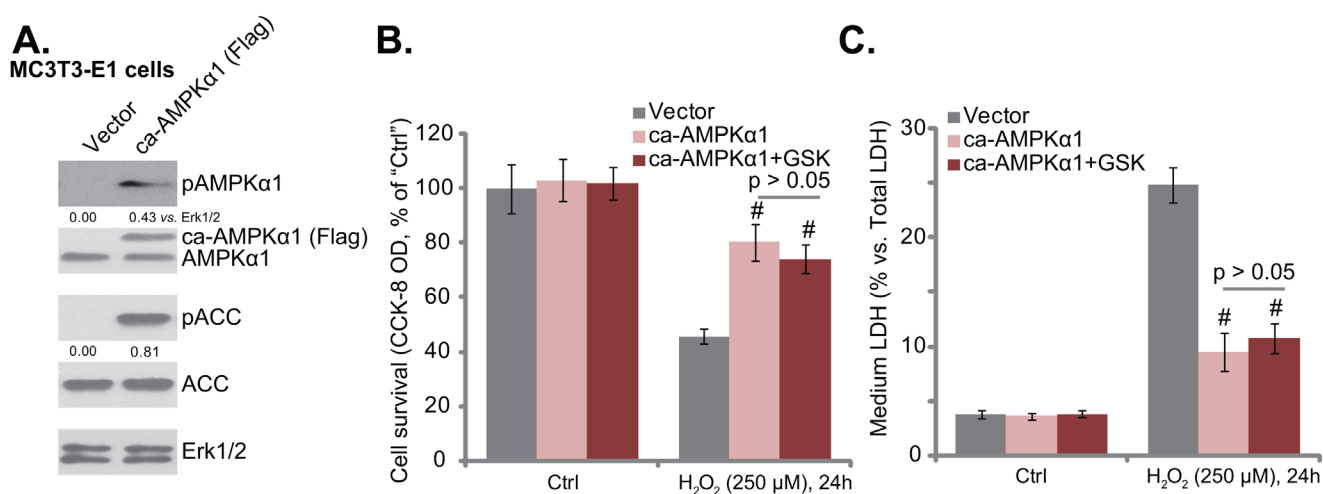 A.
MC3T3-E1 cells
Vector
ca-AMPKα1 (Flag)
pAMPKα1
0.00 0.43 vs. Erk1/2
ca-AMPKα1 (Flag)
AMPKα1
pACC
0.00 0.81
ACC
Erk1/2
B.
Cell survival (CCK-8 OD, % of “Ctrl”)
120
100
80
60
40
20
0
Vector
ca-AMPKα1
ca-AMPKα1+GSK
p > 0.05
#
#
Ctrl
H₂O₂ (250 μM), 24h
C.
Medium LDH (% vs. Total LDH)
30
20
10
0
Vector
ca-AMPKα1
ca-AMPKα1+GSK
p > 0.05
#
#
Ctrl
H₂O₂ (250 μM), 24h